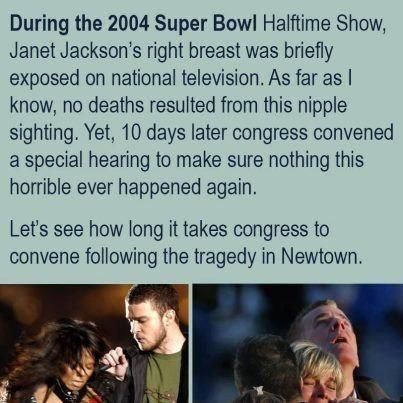 During the 2004 Super Bowl Halftime Show,
Janet Jackson's right breast was briefly
exposed on national television. As far as I
know, no deaths resulted from this nipple
sighting. Yet, 10 days later congress convened
a special hearing to make sure nothing this
horrible ever happened again.
Let's see how long it takes congress to
convene following the tragedy in Newtown.